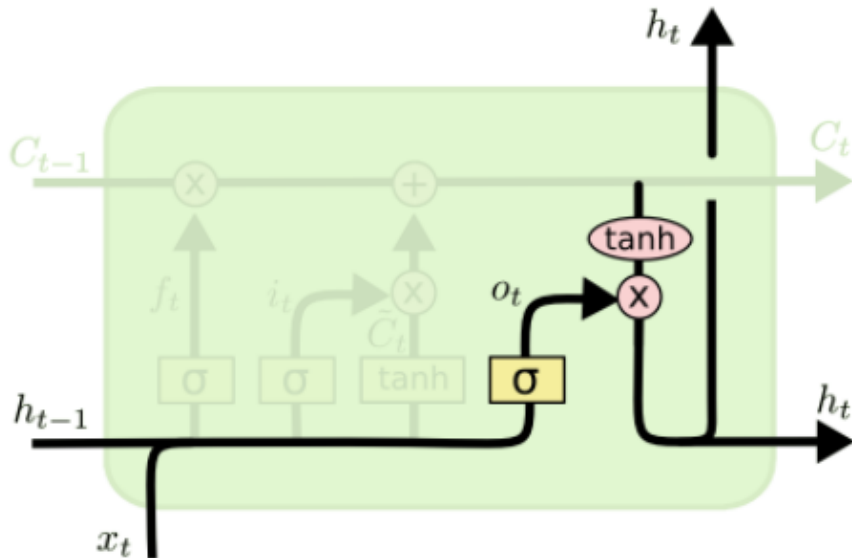 h_t
C_{t-1}
C_t
x
+
tanh
f_t
i_t
x
o_t
x
C̃_t
σ
σ
tanh
σ
h_{t-1}
h_t
x_t